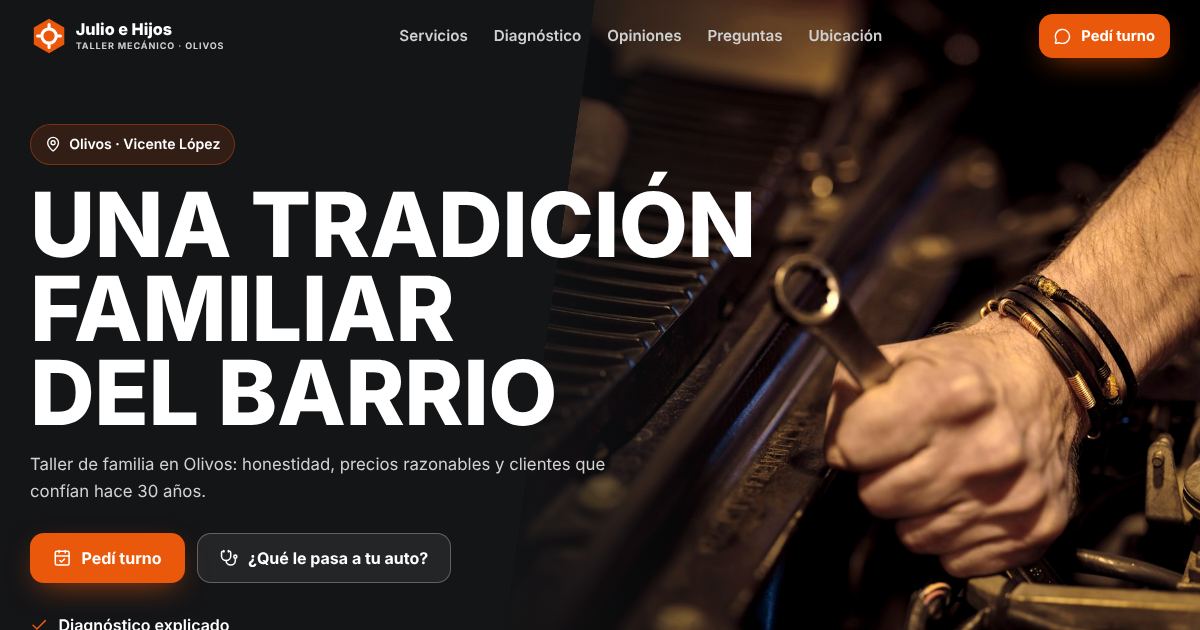 Julio e Hijos
TALLER MECÁNICO · OLIVOS
Servicios
Diagnóstico
Opiniones
Preguntas
Ubicación
Pedí turno
Olivos · Vicente López
UNA TRADICIÓN
FAMILIAR
DEL BARRIO
Taller de familia en Olivos: honestidad, precios razonables y clientes que
confían hace 30 años.
Pedí turno
¿Qué le pasa a tu auto?
Diagnóstico explicado